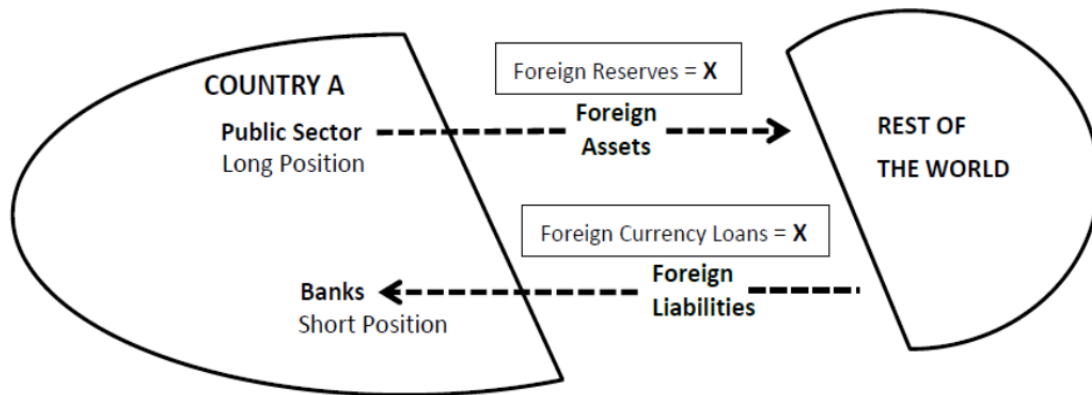 COUNTRY A
Public Sector
Long Position
Foreign Reserves = X
Foreign
Assets
REST OF
THE WORLD
Foreign Currency Loans = X
Foreign
Liabilities
Banks
Short Position